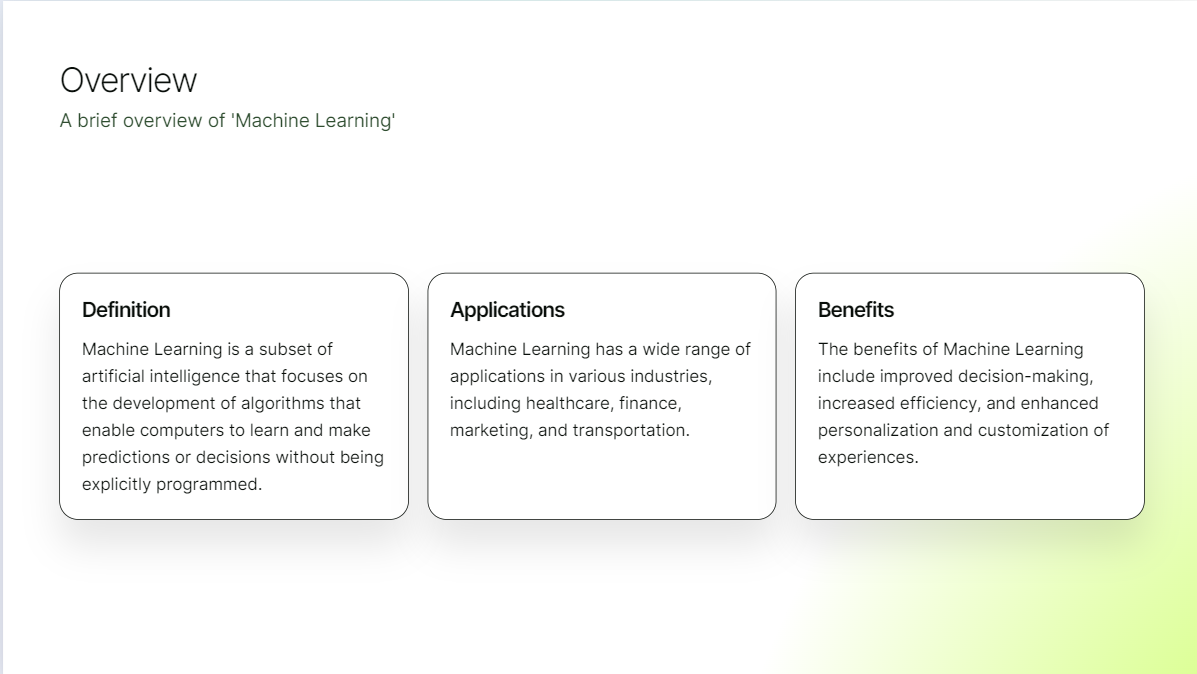 Overview
A brief overview of 'Machine Learning'
Definition
Machine Learning is a subset of
artificial intelligence that focuses on
the development of algorithms that
enable computers to learn and make
predictions or decisions without being
explicitly programmed.
Applications
Machine Learning has a wide range of
applications in various industries,
including healthcare, finance,
marketing, and transportation.
Benefits
The benefits of Machine Learning
include improved decision-making,
increased efficiency, and enhanced
personalization and customization of
experiences.